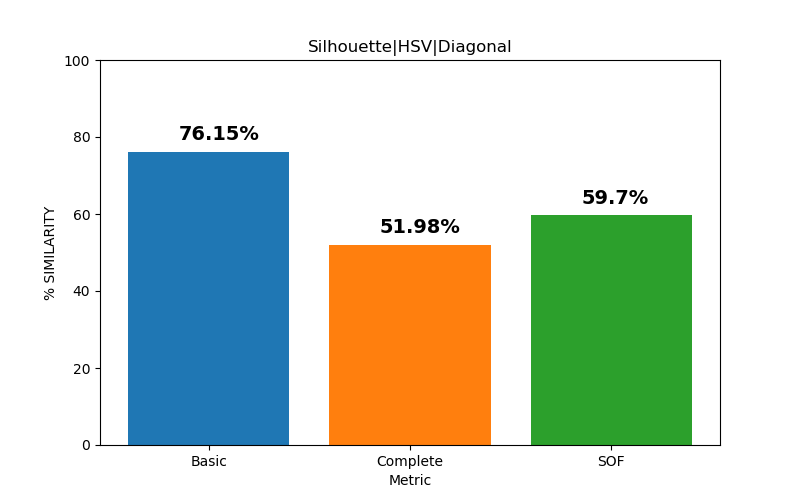 Silhouette|HSV|Diagonal
100
80
60
40
20
0
% SIMILARITY
76.15%
51.98%
59.7%
Basic Complete SOF
Metric